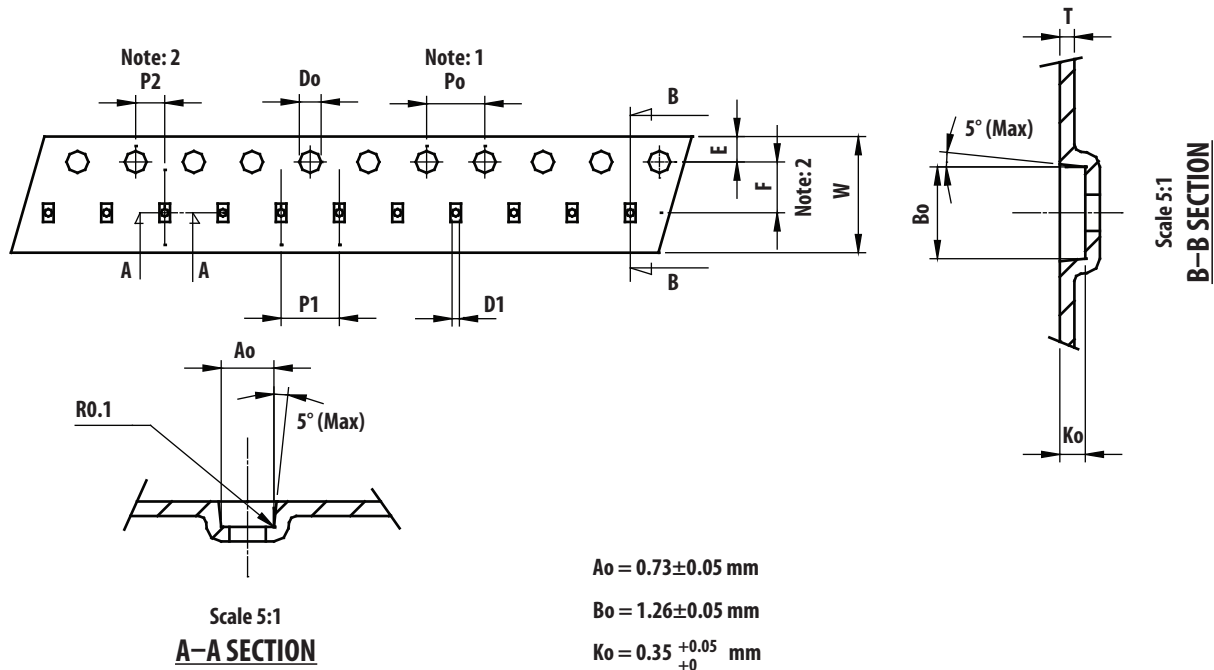 T
Note: 2
P2
Do
Note: 1
Po
B
5° (Max)
E
F
Note: 2
W
Bo
Scale 5:1
B–B SECTION
A
A
B
P1
D1
Ao
Ko
R0.1
5° (Max)
Ao = 0.73±0.05 mm
Scale 5:1
Bo = 1.26±0.05 mm
A–A SECTION
Ko = 0.35 +0.05 mm
+0